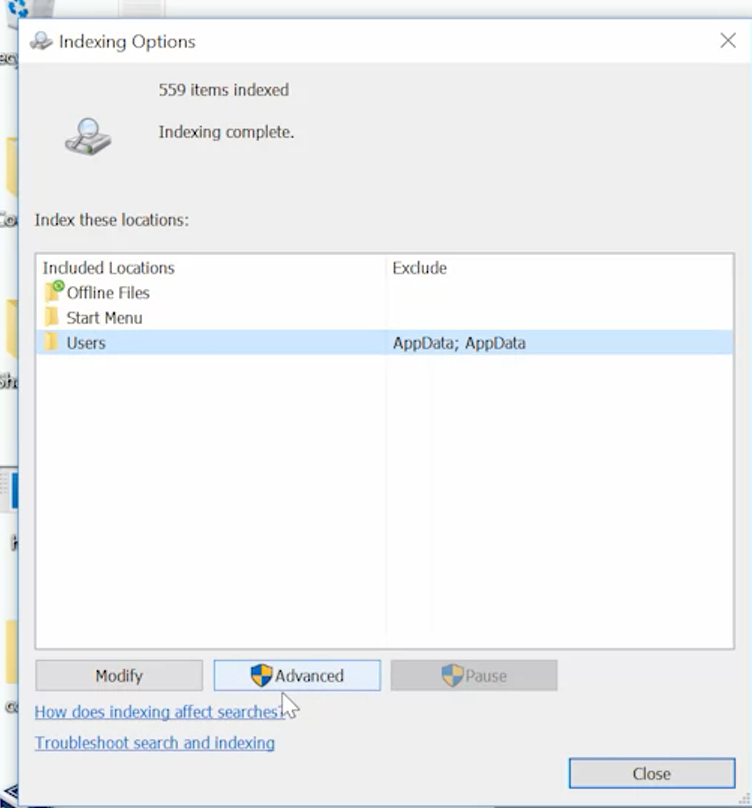 Indexing Options
559 items indexed
Indexing complete.
Index these locations:
Included Locations Exclude
Offline Files
Start Menu
Users AppData; AppData
Modify Advanced Pause
How does indexing affect searches?
Troubleshoot search and indexing
Close